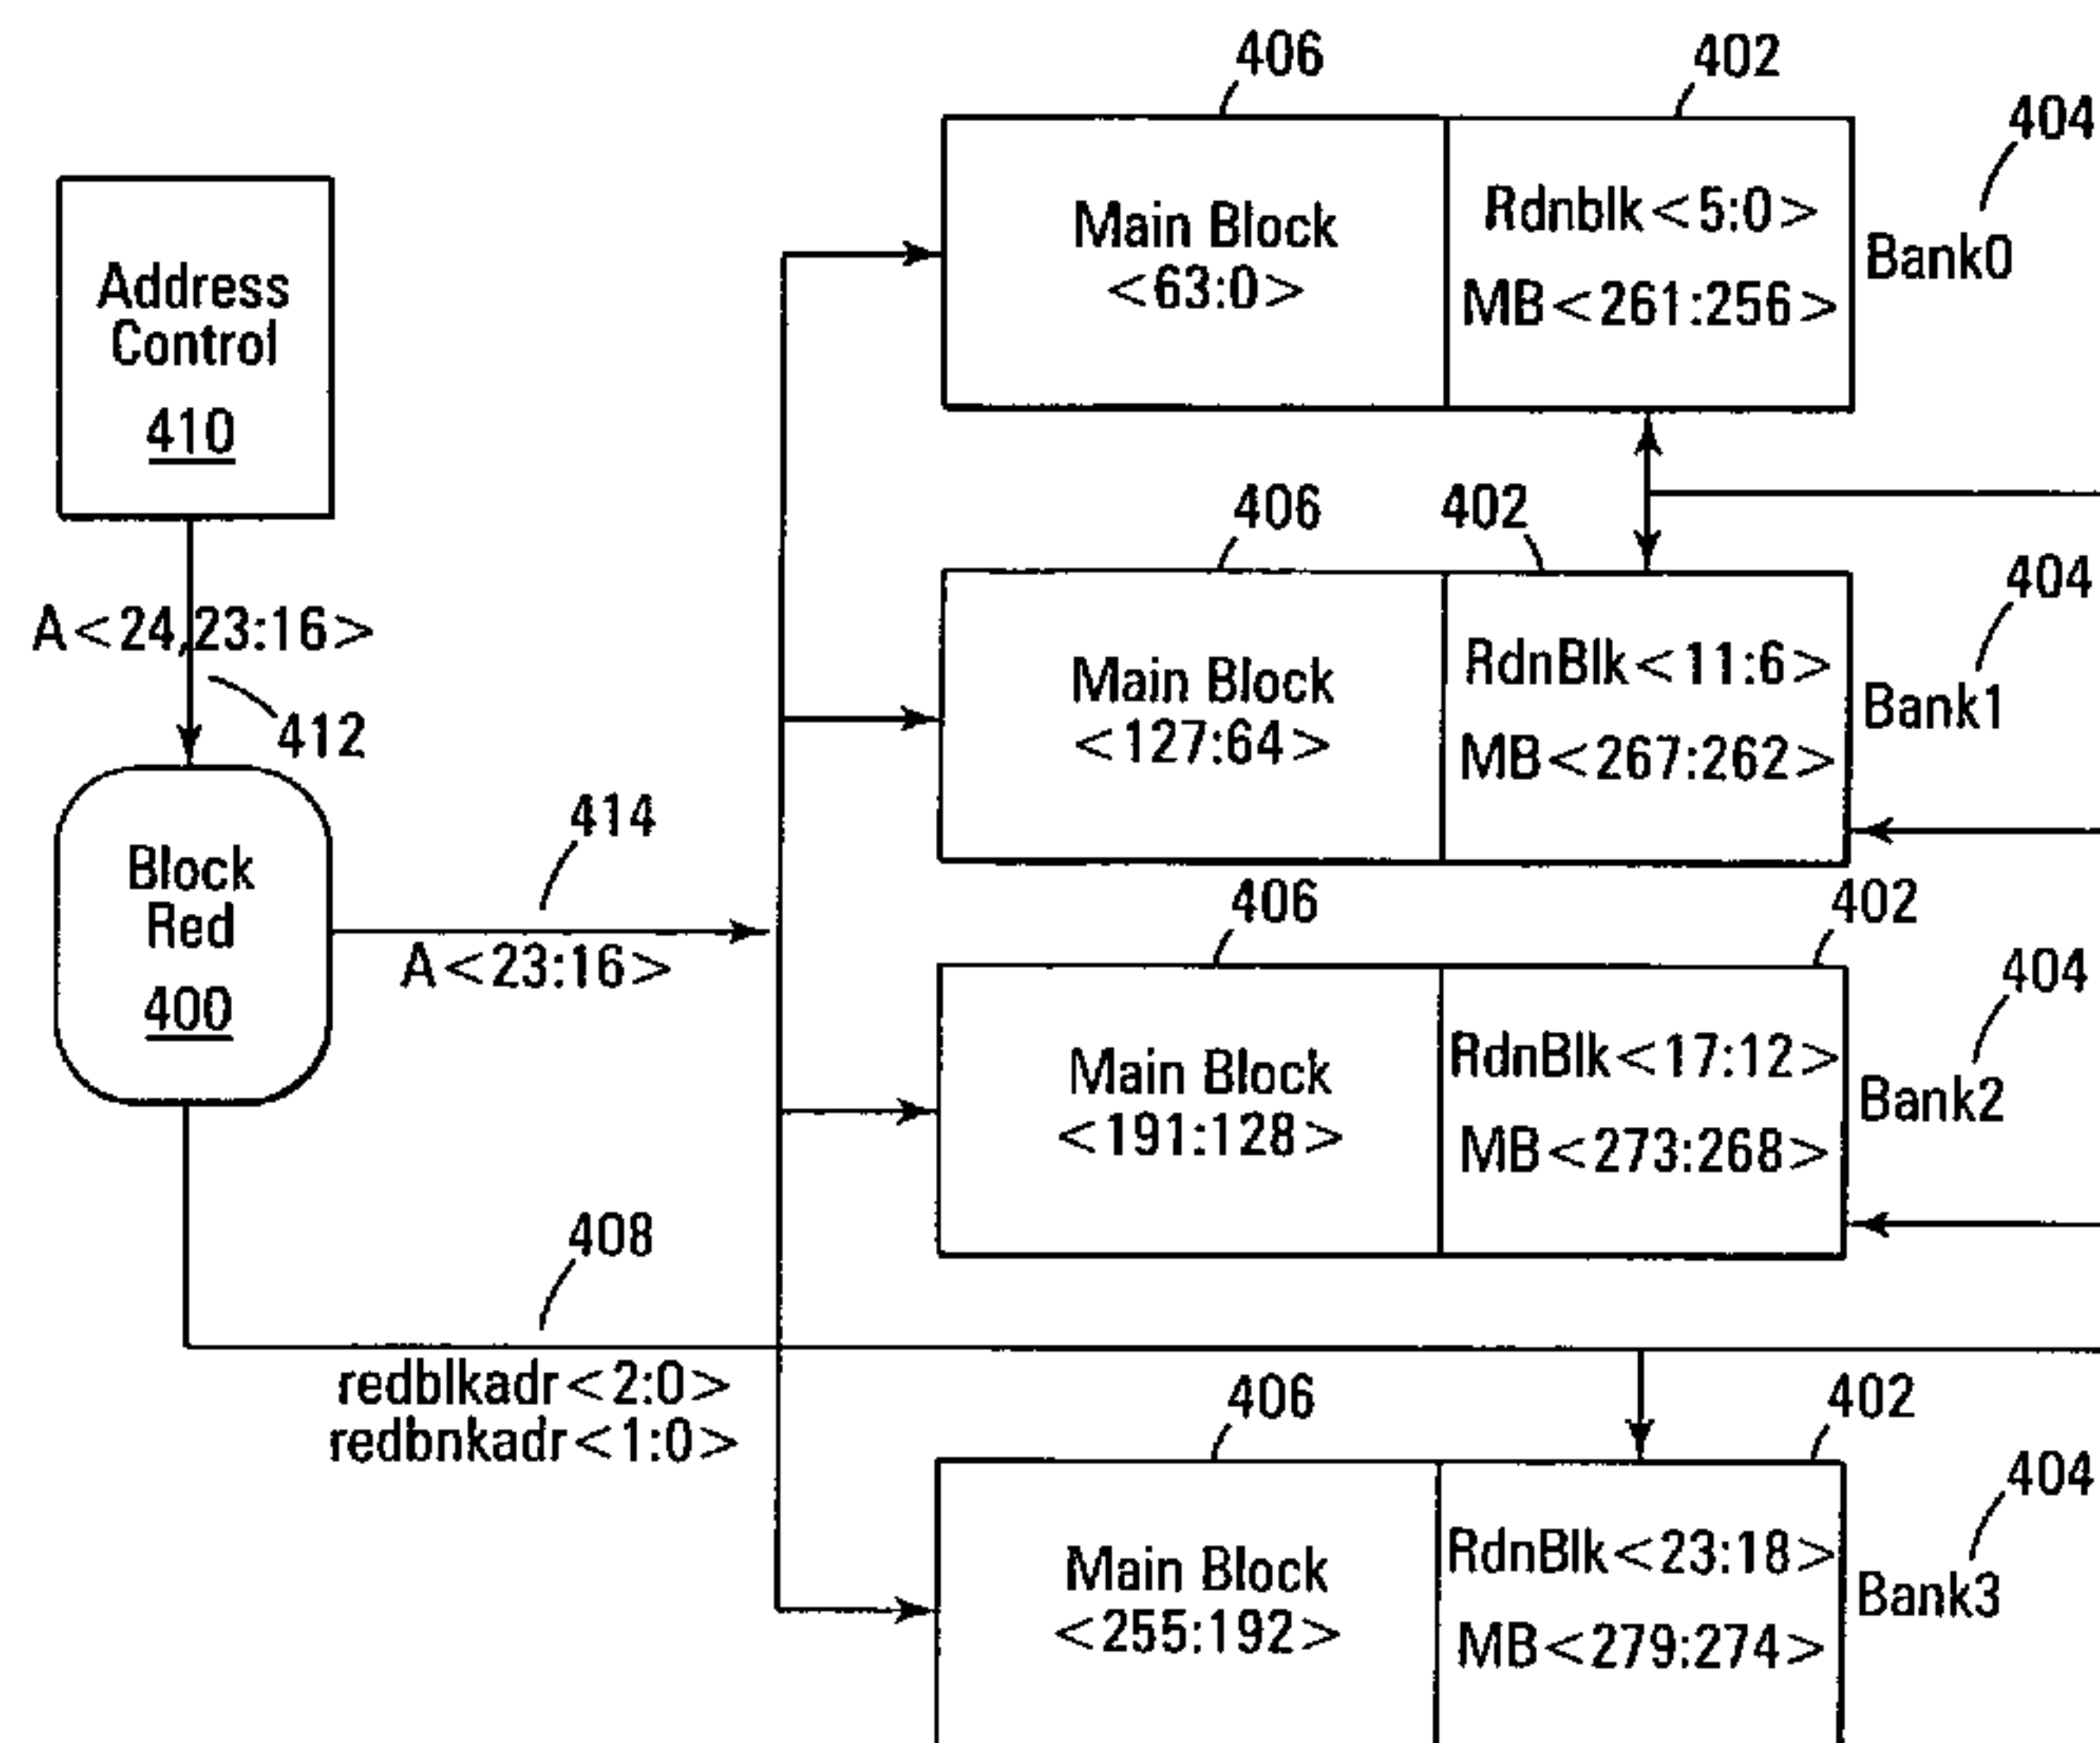 406
402
404
Main Block
<63:0>
Rdnblk<5:0>
MB<261:256>
Bank0
Address
Control
410
A<24,23:16>
412
406
402
404
Main Block
<127:64>
RdnBlk<11:6>
MB<267:262>
Bank1
Block
Red
400
414
A<23:16>
406
402
404
Main Block
<191:128>
RdnBlk<17:12>
MB<273:268>
Bank2
408
redblkadr<2:0>
redbnkadr<1:0>
406
402
404
Main Block
<255:192>
RdnBlk<23:18>
MB<279:274>
Bank3